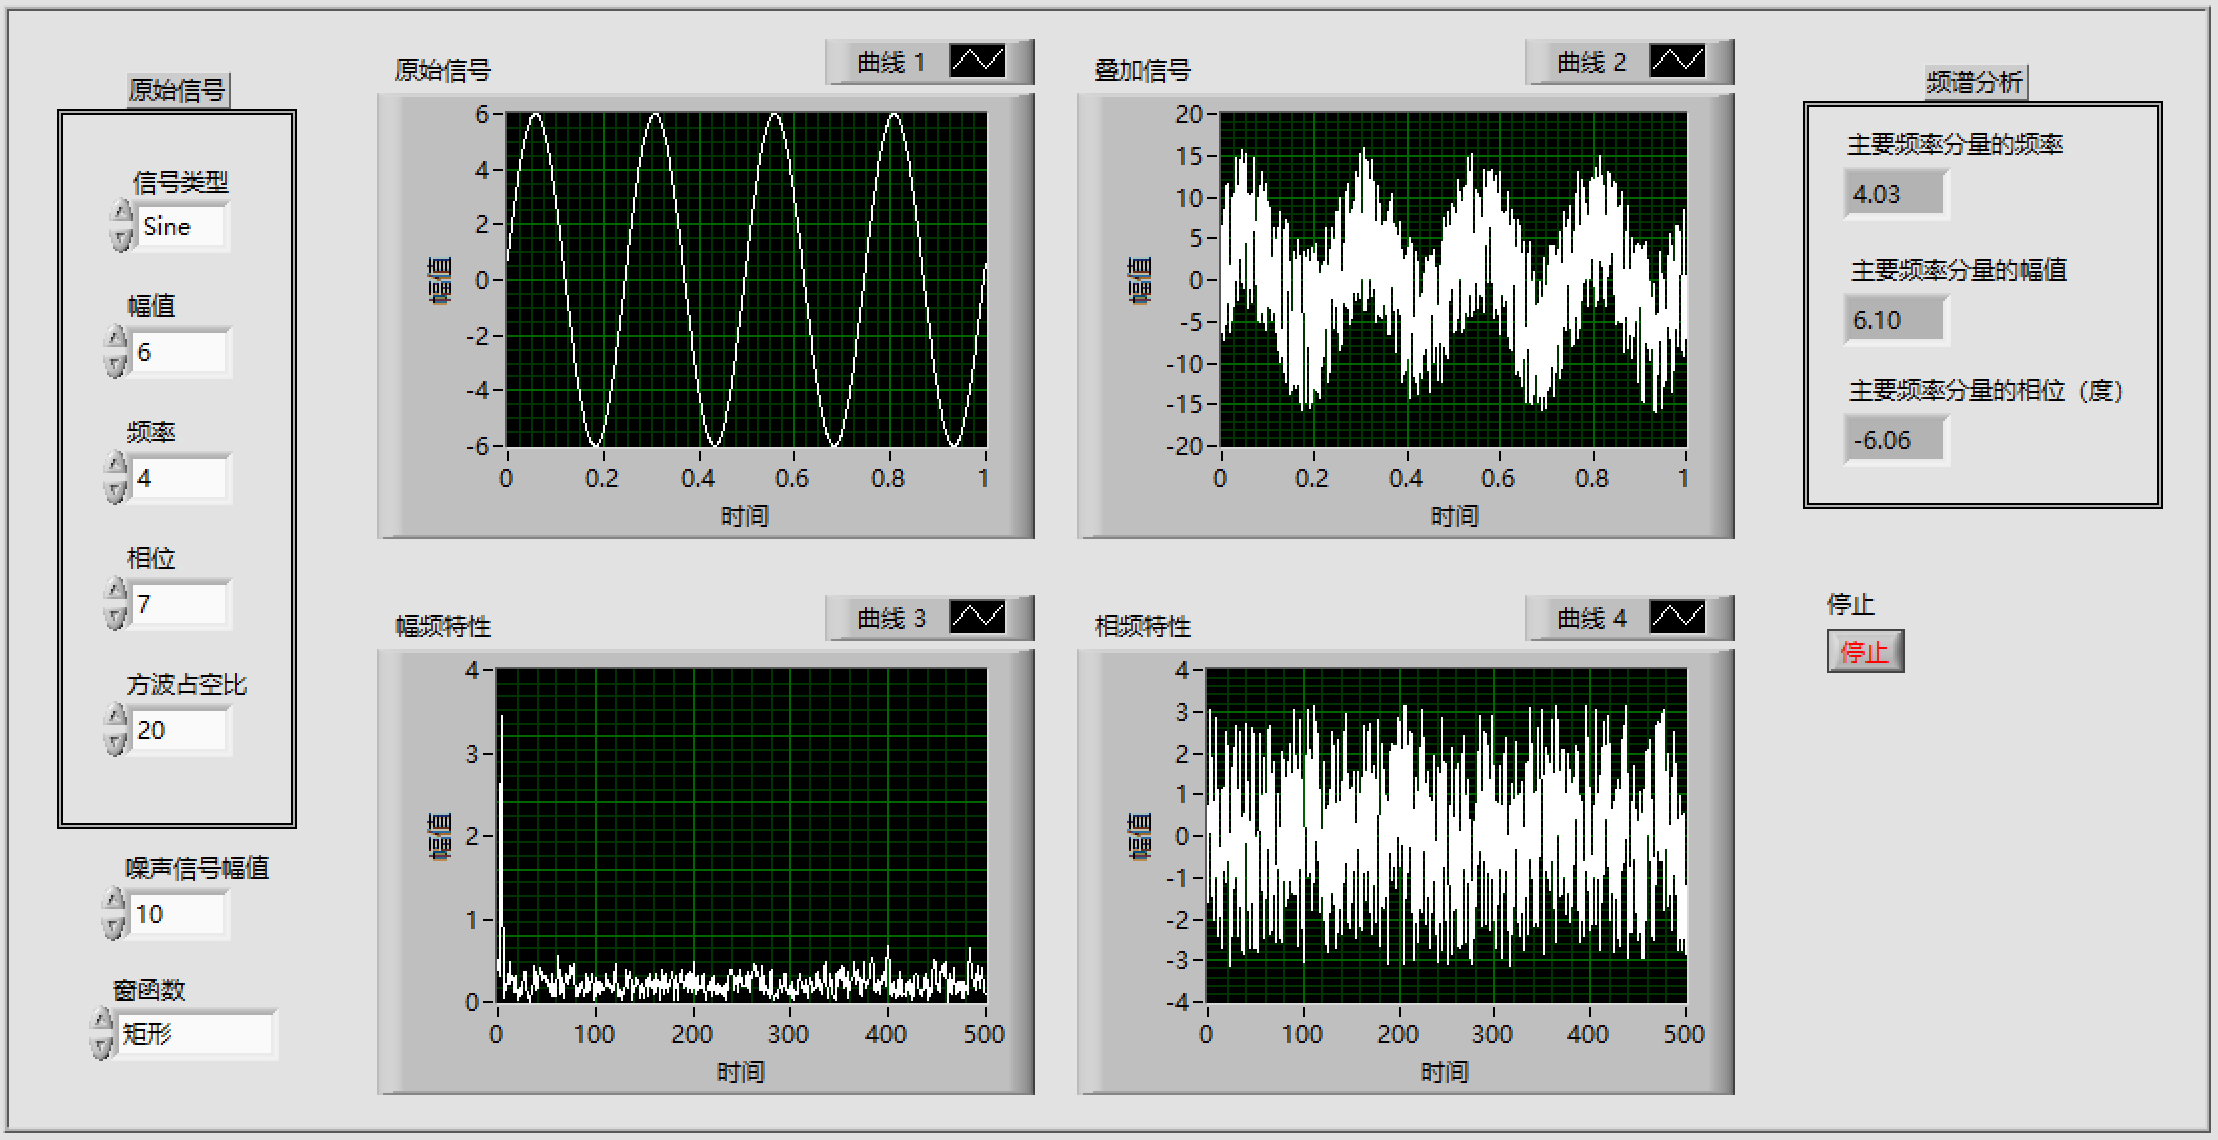 原始信号
信号类型
Sine
幅值
6
频率
4
相位
7
方波占空比
20
噪声信号幅值
10
窗函数
矩形
原始信号
曲线 1
幅值
6
4
2
0
-2
-4
-6
0 0.2 0.4 0.6 0.8 1
时间
叠加信号
曲线 2
幅值
20
15
10
5
0
-5
-10
-15
-20
0 0.2 0.4 0.6 0.8 1
时间
幅频特性
曲线 3
幅值
4
3
2
1
0
0 100 200 300 400 500
时间
相频特性
曲线 4
幅值
4
3
2
1
0
-1
-2
-3
-4
0 100 200 300 400 500
时间
频谱分析
主要频率分量的频率
4.03
主要频率分量的幅值
6.10
主要频率分量的相位（度）
-6.06
停止
停止